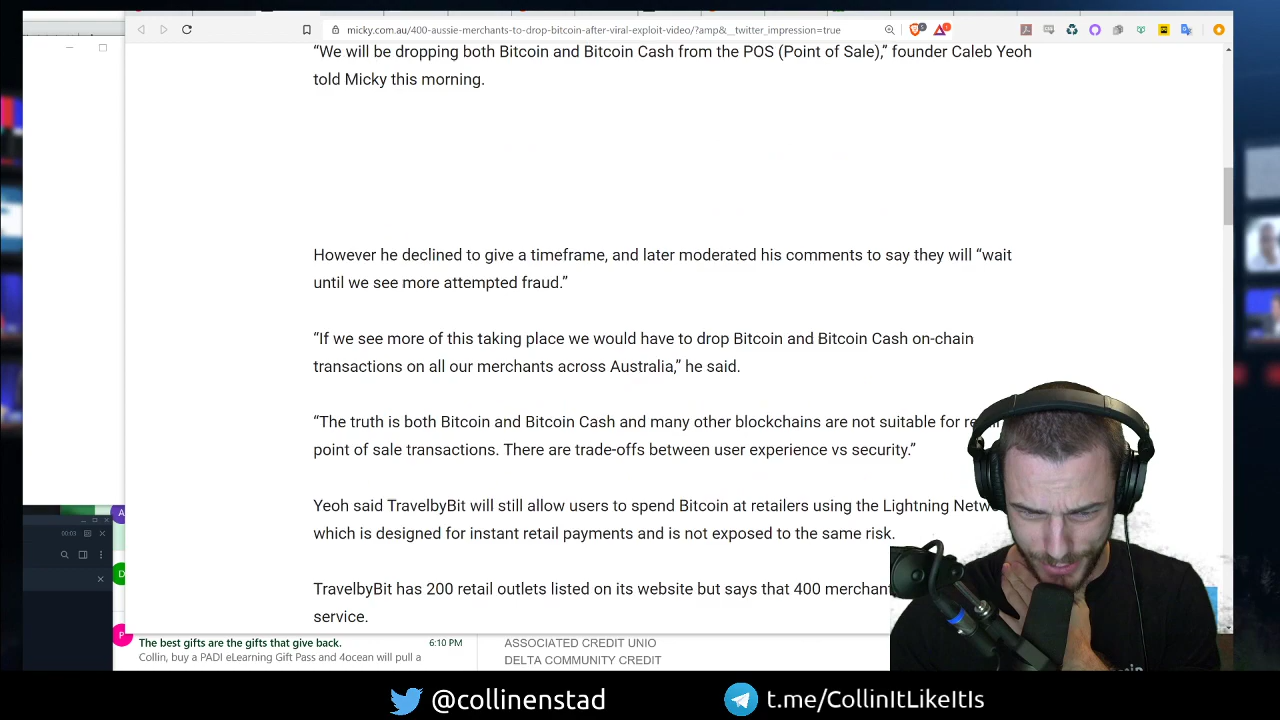 micky.com.au/400-aussie-merchants-to-drop-bitcoin-after-viral-exploit-video/?amp&__twitter_impression=true
“We will be dropping both Bitcoin and Bitcoin Cash from the POS (Point of Sale),” founder Caleb Yeoh
told Micky this morning.
However he declined to give a timeframe, and later moderated his comments to say they will “wait
until we see more attempted fraud.”
“If we see more of this taking place we would have to drop Bitcoin and Bitcoin Cash on-chain
transactions on all our merchants across Australia,” he said.
“The truth is both Bitcoin and Bitcoin Cash and many other blockchains are not suitable for
point of sale transactions. There are trade-offs between user experience vs security.”
Yeoh said TravelbyBit will still allow users to spend Bitcoin at retailers using the Lightning
which is designed for instant retail payments and is not exposed to the same risk.
TravelbyBit has 200 retail outlets listed on its website but says that 400
service.
00:03
A
D
P
The best gifts are the gifts that give back.
6:10 PM
Collin, buy a PADI eLearning Gift Pass and 4ocean will pull a
ASSOCIATED CREDIT UNIO
DELTA COMMUNITY CREDIT
@collinenstad
t.me/CollinItLikeItIs